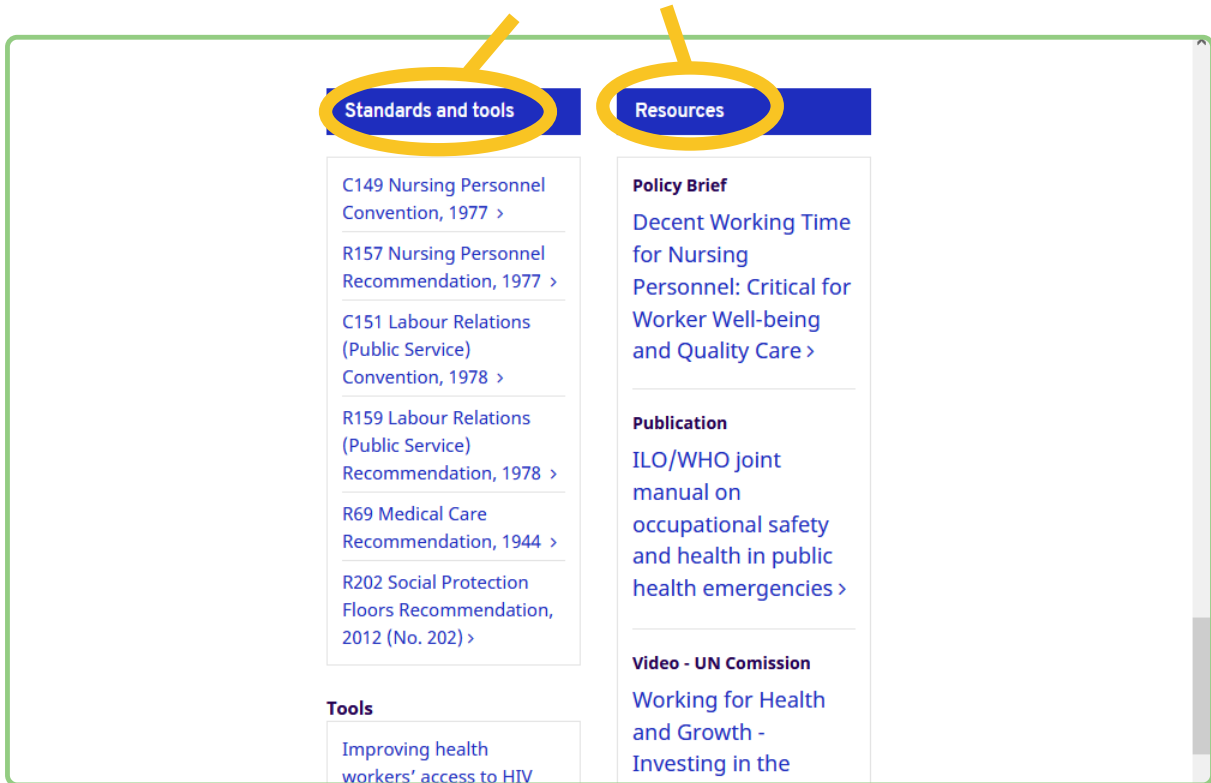 Standards and tools
C149 Nursing Personnel
Convention, 1977 >
R157 Nursing Personnel
Recommendation, 1977 >
C151 Labour Relations
(Public Service)
Convention, 1978 >
R159 Labour Relations
(Public Service)
Recommendation, 1978 >
R69 Medical Care
Recommendation, 1944 >
R202 Social Protection
Floors Recommendation,
2012 (No. 202) >
Tools
Improving health
workers’ access to HIV
Resources
Policy Brief
Decent Working Time
for Nursing
Personnel: Critical for
Worker Well-being
and Quality Care >
Publication
ILO/WHO joint
manual on
occupational safety
and health in public
health emergencies >
Video - UN Comission
Working for Health
and Growth -
Investing in the